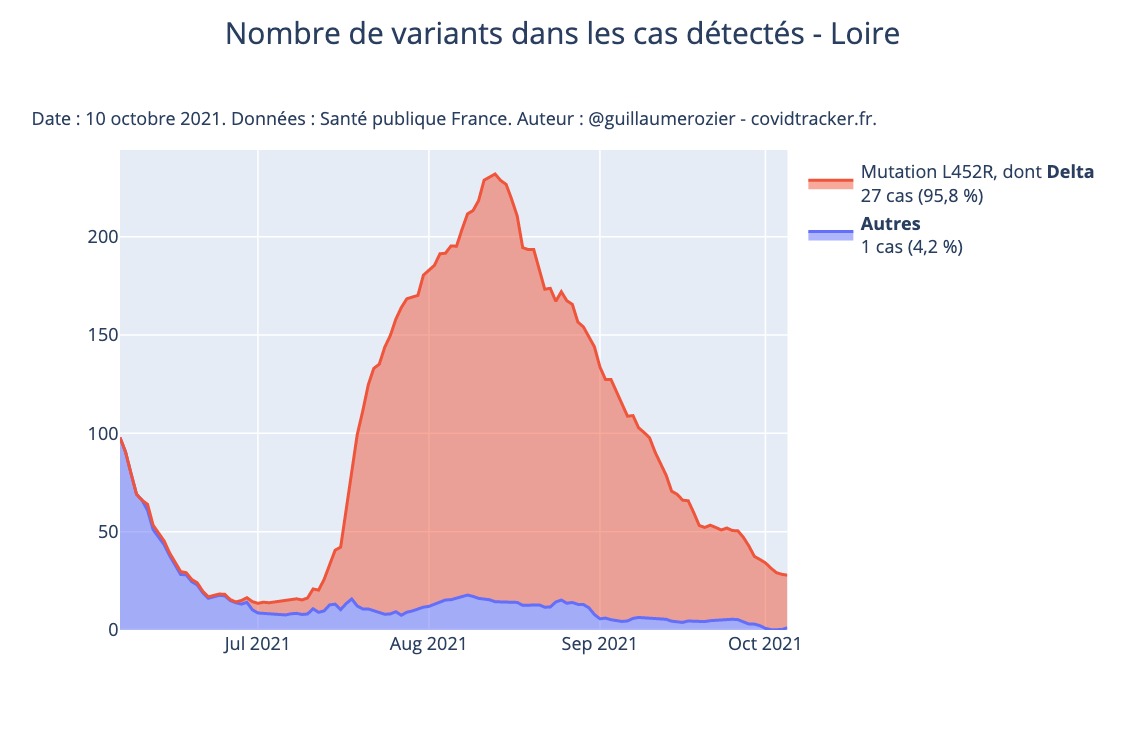 Nombre de variants dans les cas détectés - Loire
Date : 10 octobre 2021. Données : Santé publique France. Auteur : @guillaumerozier - covidtracker.fr.
Mutation L452R, dont Delta
27 cas (95,8 %)
Autres
1 cas (4,2 %)
200
150
100
50
0
Jul 2021 Aug 2021 Sep 2021 Oct 2021